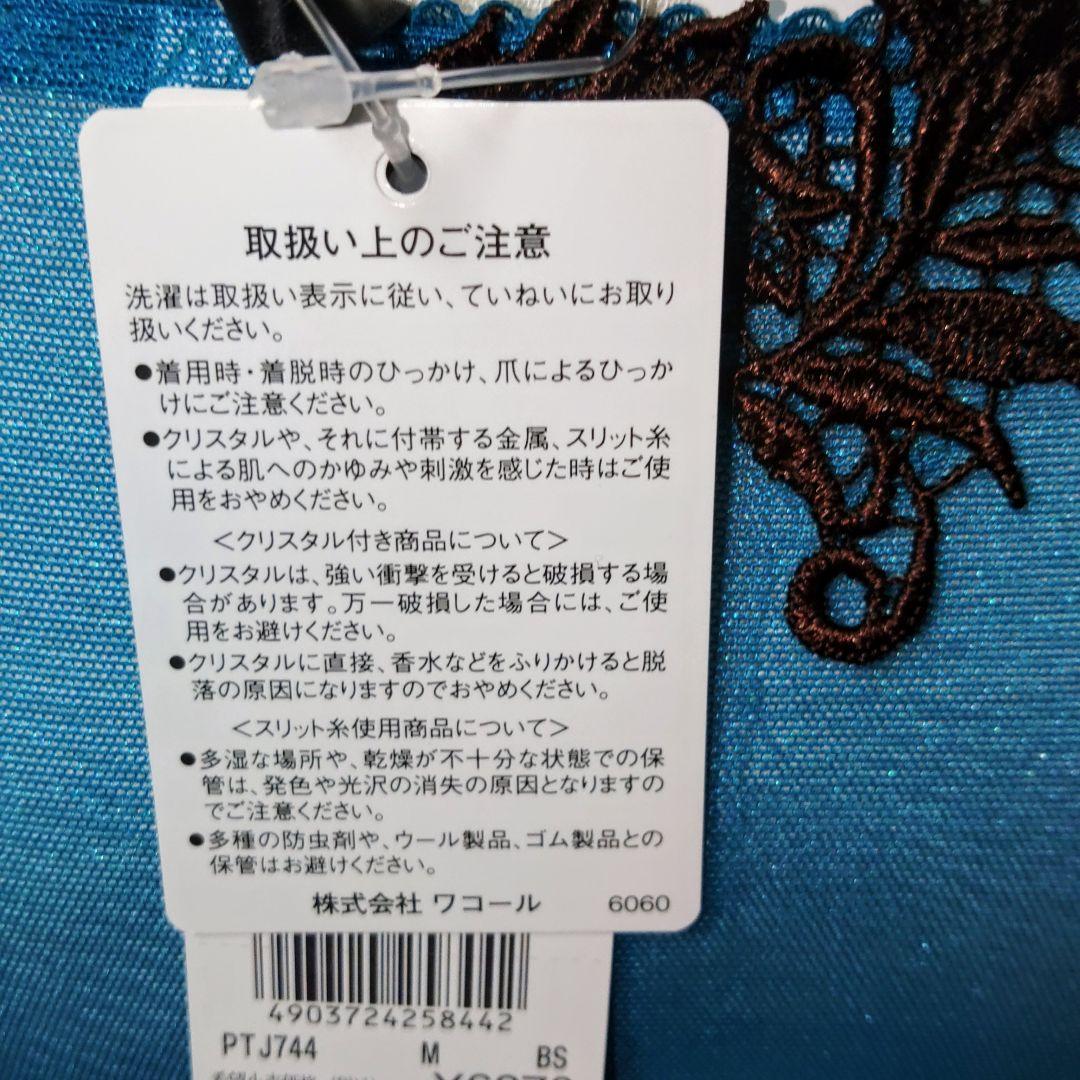 取扱い上のご注意
洗濯は取扱い表示に従い、ていねいにお取り
扱いください。
●着用時・着脱時のひっかけ、爪によるひっか
けにご注意ください。
●クリスタルや、それに付帯する金属、スリット糸
による肌へのかゆみや刺激を感じた時はご使
用をおやめください。
＜クリスタル付き商品について＞
●クリスタルは、強い衝撃を受けると破損する場
合があります。万一破損した場合には、ご使
用をお避けください。
●クリスタルに直接、香水などをふりかけると脱
落の原因になりますのでおやめください。
＜スリット糸使用商品について＞
●多湿な場所や、乾燥が不十分な状態での保
管は、発色や光沢の消失の原因となりますの
でご注意ください。
●多種の防虫剤や、ウール製品、ゴム製品との
保管はお避けください。
株式会社 ワコール 6060
4903724258442
PTJ744 M BS